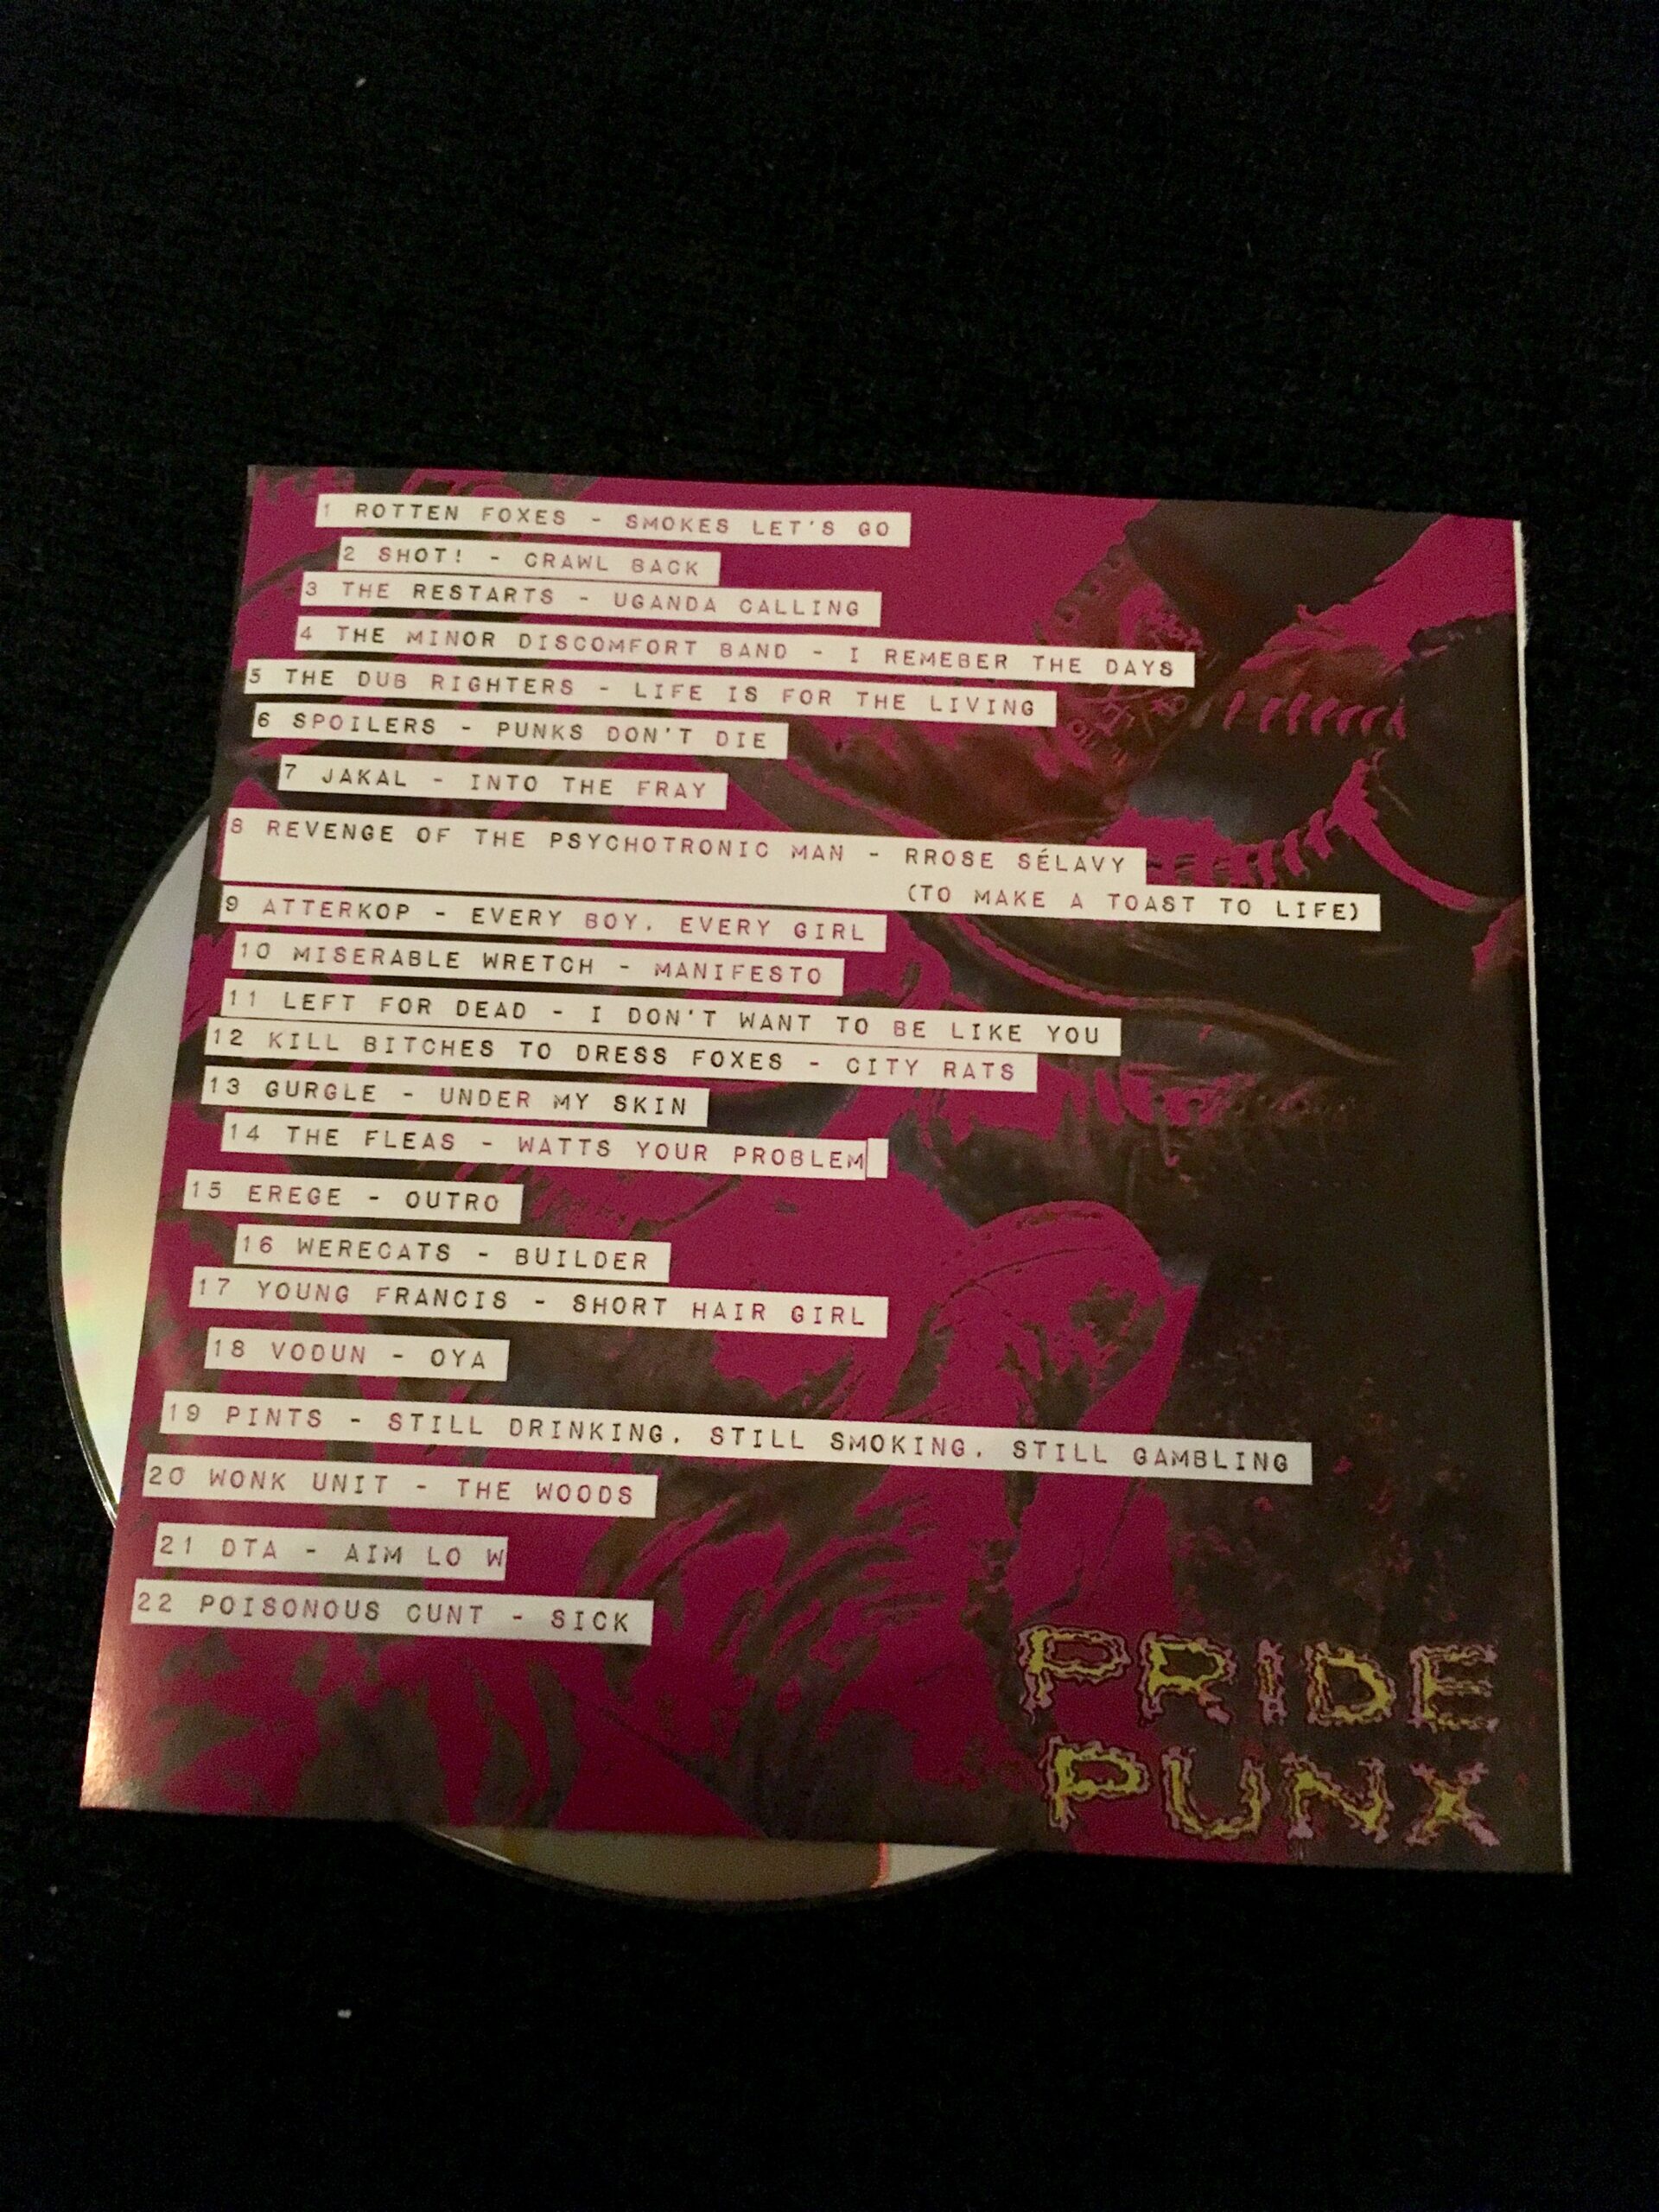 1 ROTTEN FOXES - SMOKES LET'S GO
2 SHOT! - CRAWL BACK
3 THE RESTARTS - UGANDA CALLING
4 THE MINOR DISCOMFORT BAND - I REMEBER THE DAYS
5 THE DUB RIGHTERS - LIFE IS FOR THE LIVING
6 SPOILERS - PUNKS DON'T DIE
7 JAKAL - INTO THE FRAY
8 REVENGE OF THE PSYCHOTRONIC MAN - RROSE SÉLAVY
(TO MAKE A TOAST TO LIFE)
9 ATTERKOP - EVERY BOY, EVERY GIRL
10 MISERABLE WRETCH - MANIFESTO
11 LEFT FOR DEAD - I DON'T WANT TO BE LIKE YOU
12 KILL BITCHES TO DRESS FOXES - CITY RATS
13 GURGLE - UNDER MY SKIN
14 THE FLEAS - WATTS YOUR PROBLEM
15 EREGE - OUTRO
16 WERECATS - BUILDER
17 YOUNG FRANCIS - SHORT HAIR GIRL
18 VODUN - OYA
19 PINTS - STILL DRINKING, STILL SMOKING, STILL GAMBLING
20 WONK UNIT - THE WOODS
21 DTA - AIM LO W
22 POISONOUS CUNT - SICK
PRIDE
PUNX